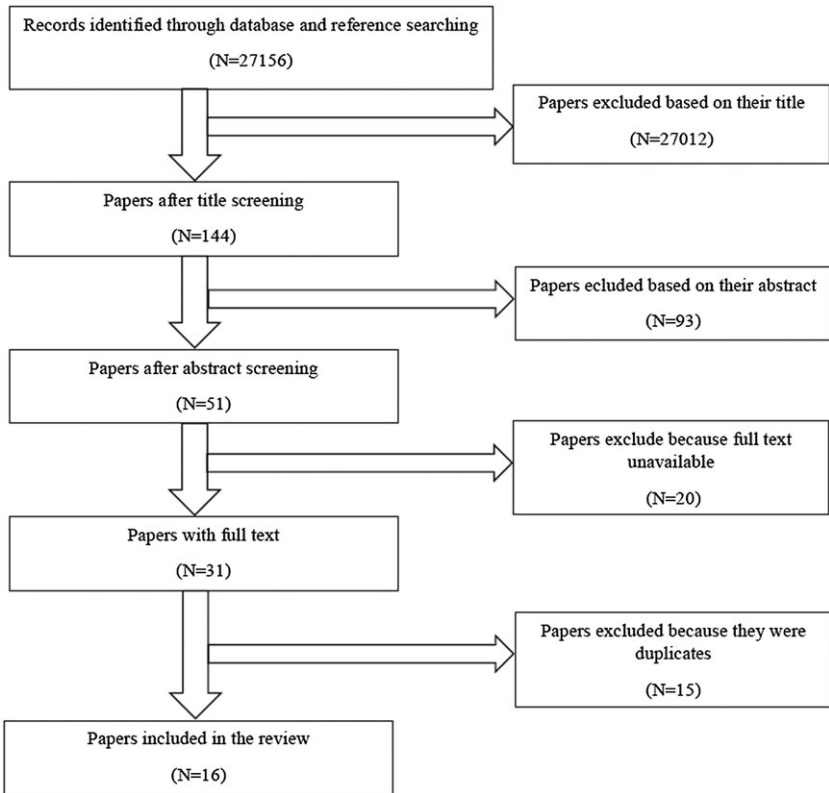 Records identified through database and reference searching
(N=27156)
Papers excluded based on their title
(N=27012)
Papers after title screening
(N=144)
Papers ecluded based on their abstract
(N=93)
Papers after abstract screening
(N=51)
Papers exclude because full text
unavailable
(N=20)
Papers with full text
(N=31)
Papers excluded because they were
duplicates
(N=15)
Papers included in the review
(N=16)